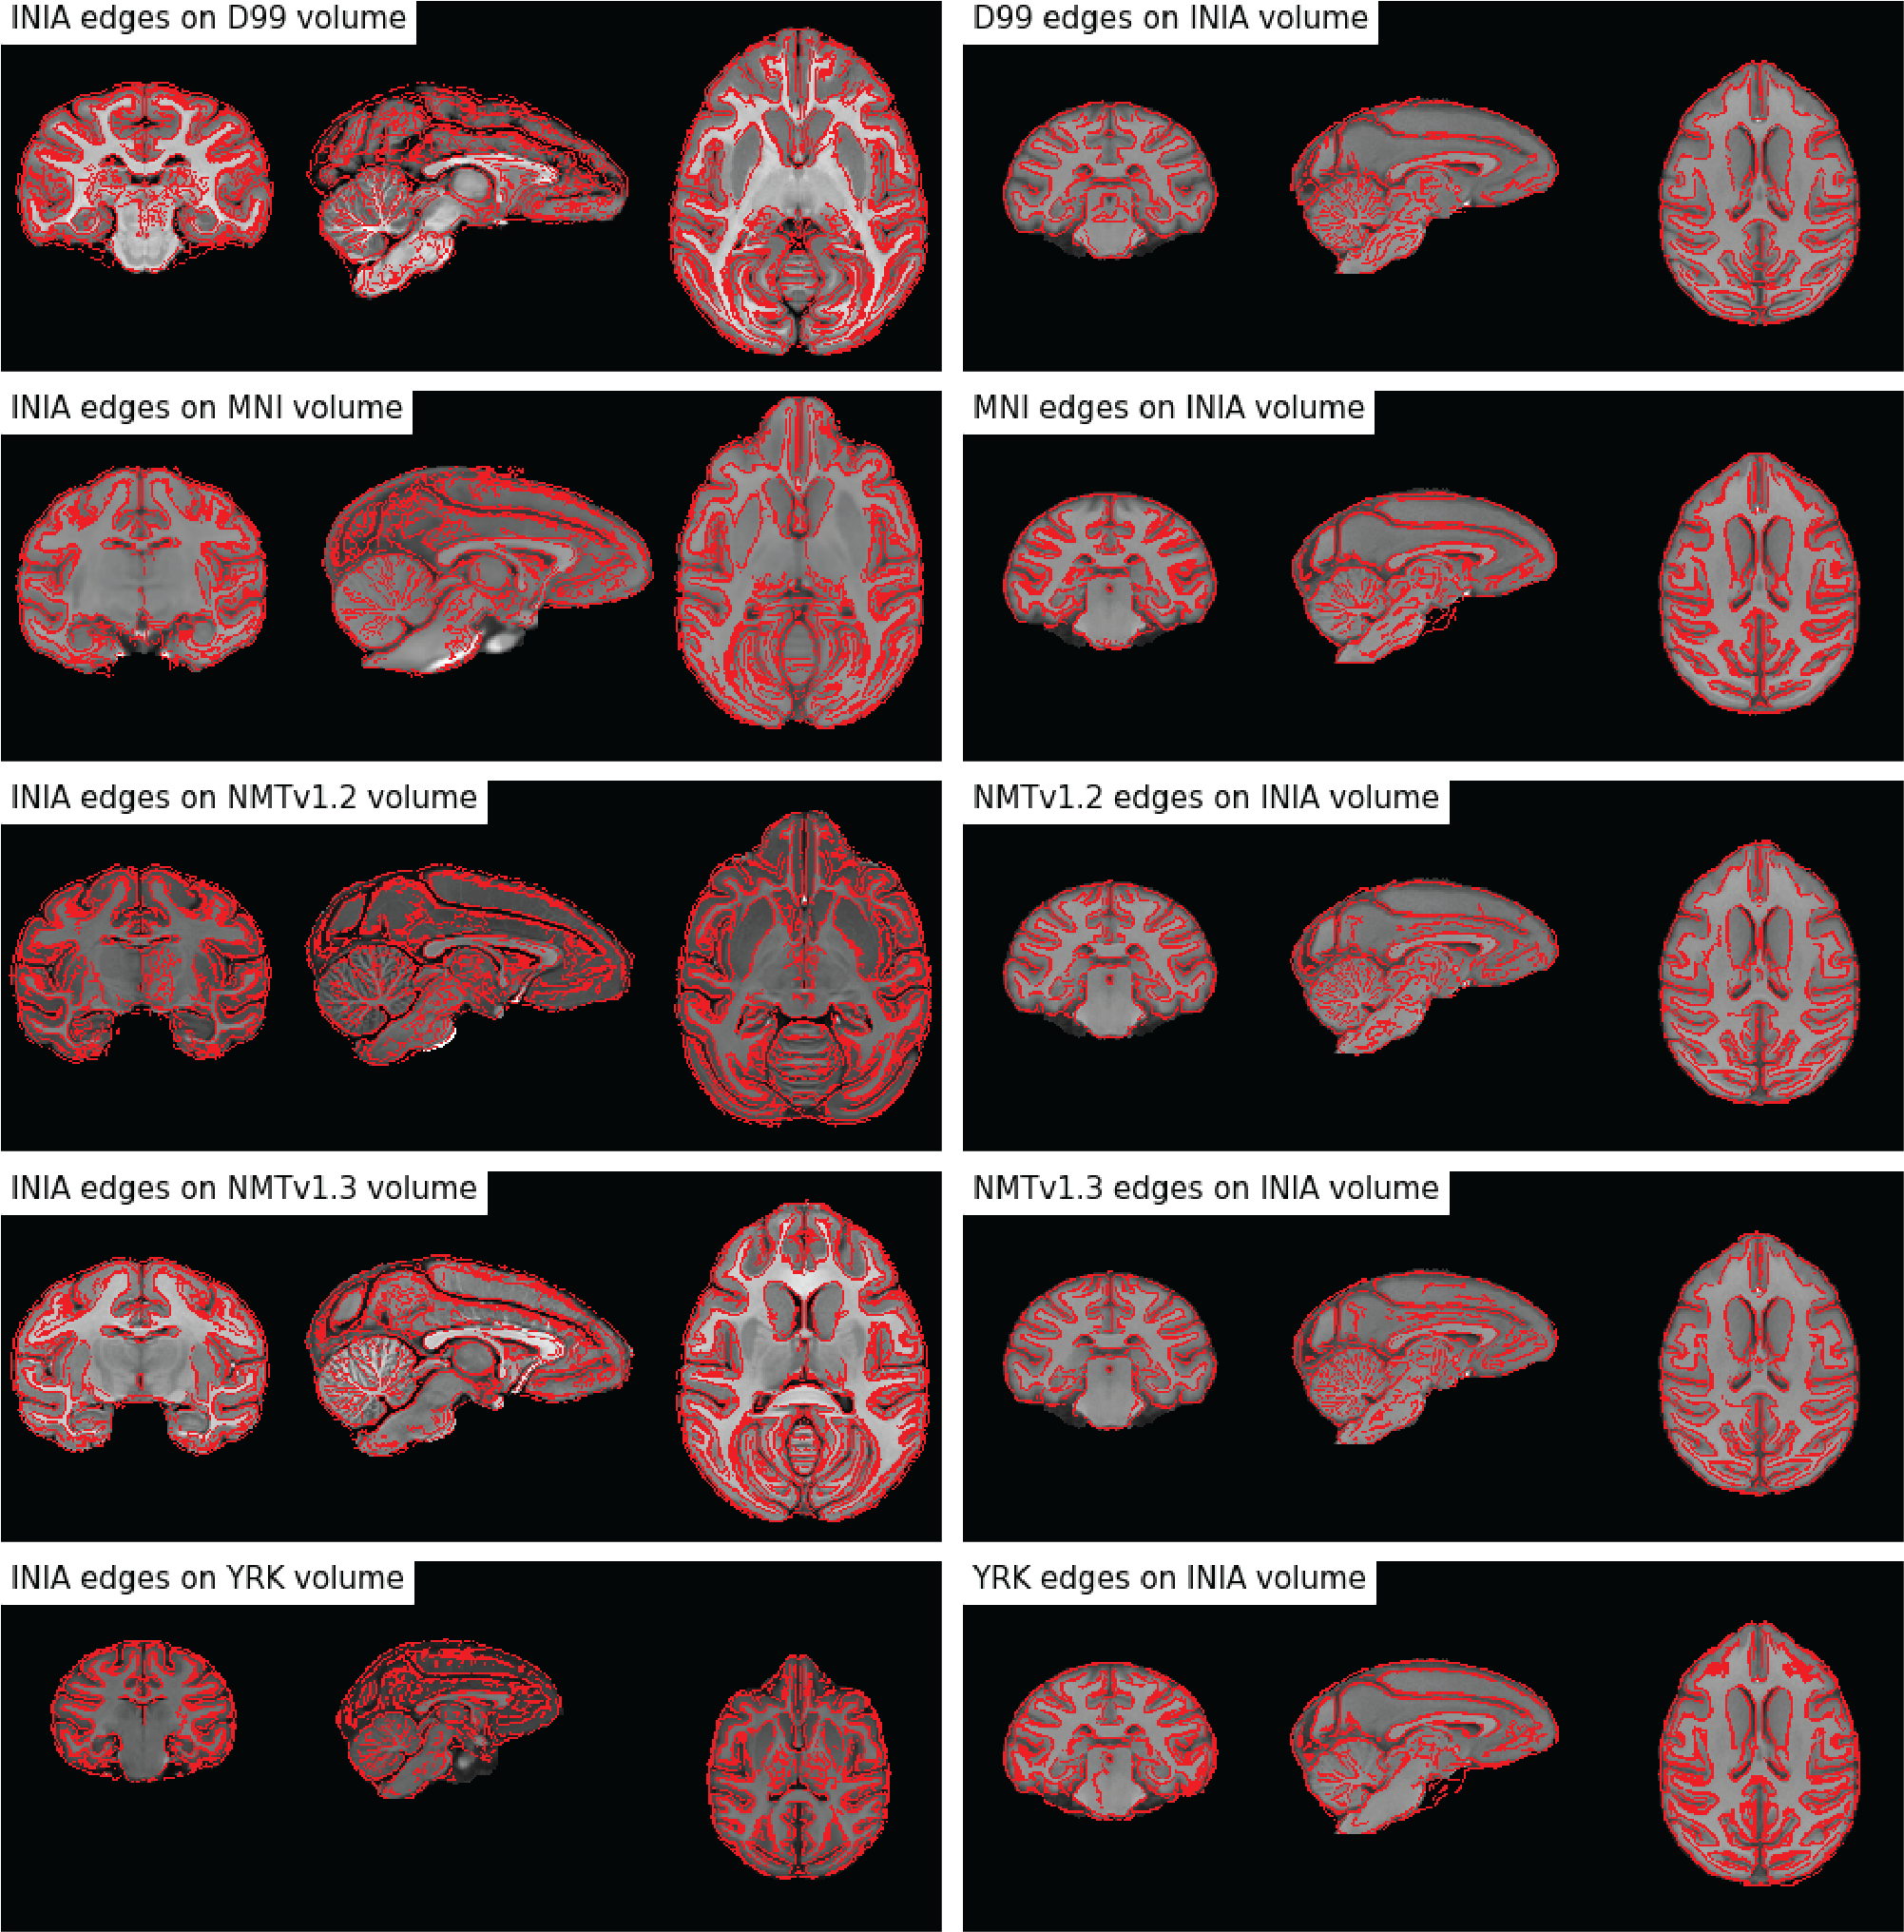 INIA edges on D99 volume
D99 edges on INIA volume
INIA edges on MNI volume
MNI edges on INIA volume
INIA edges on NMTv1.2 volume
NMTv1.2 edges on INIA volume
INIA edges on NMTv1.3 volume
NMTv1.3 edges on INIA volume
INIA edges on YRK volume
YRK edges on INIA volume